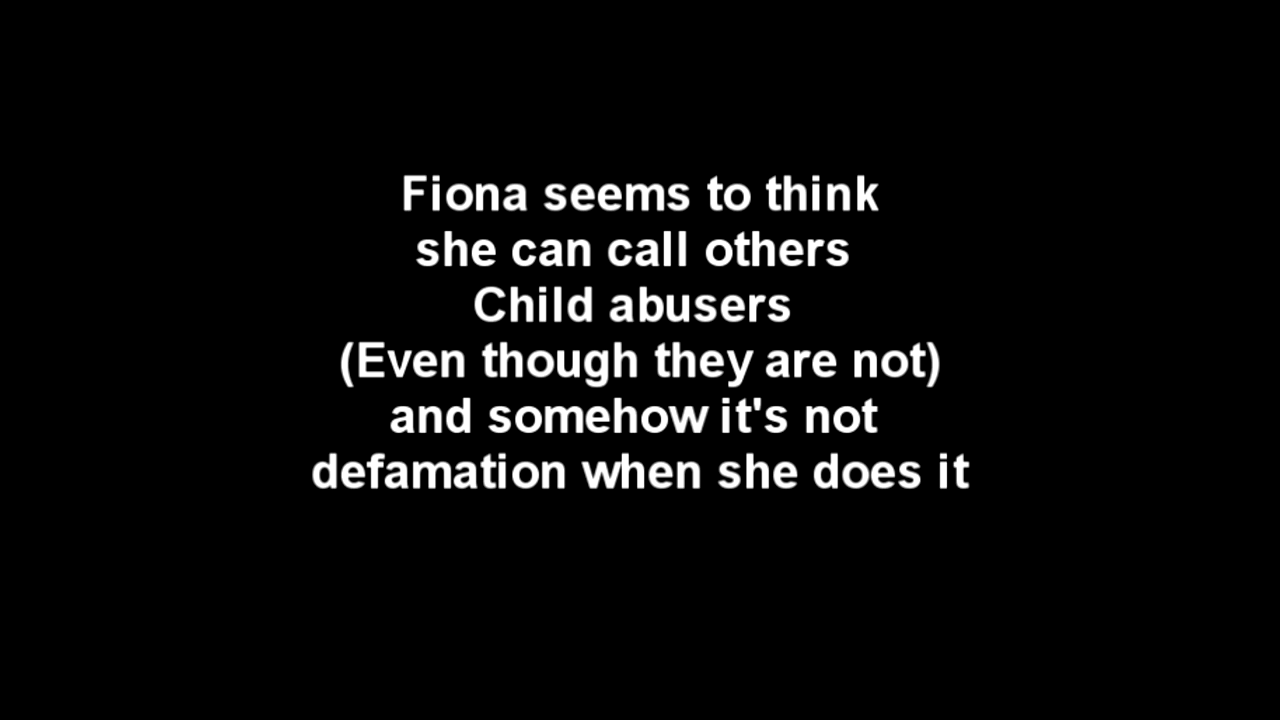 Fiona seems to think
she can call others
Child abusers
(Even though they are not)
and somehow it's not
defamation when she does it